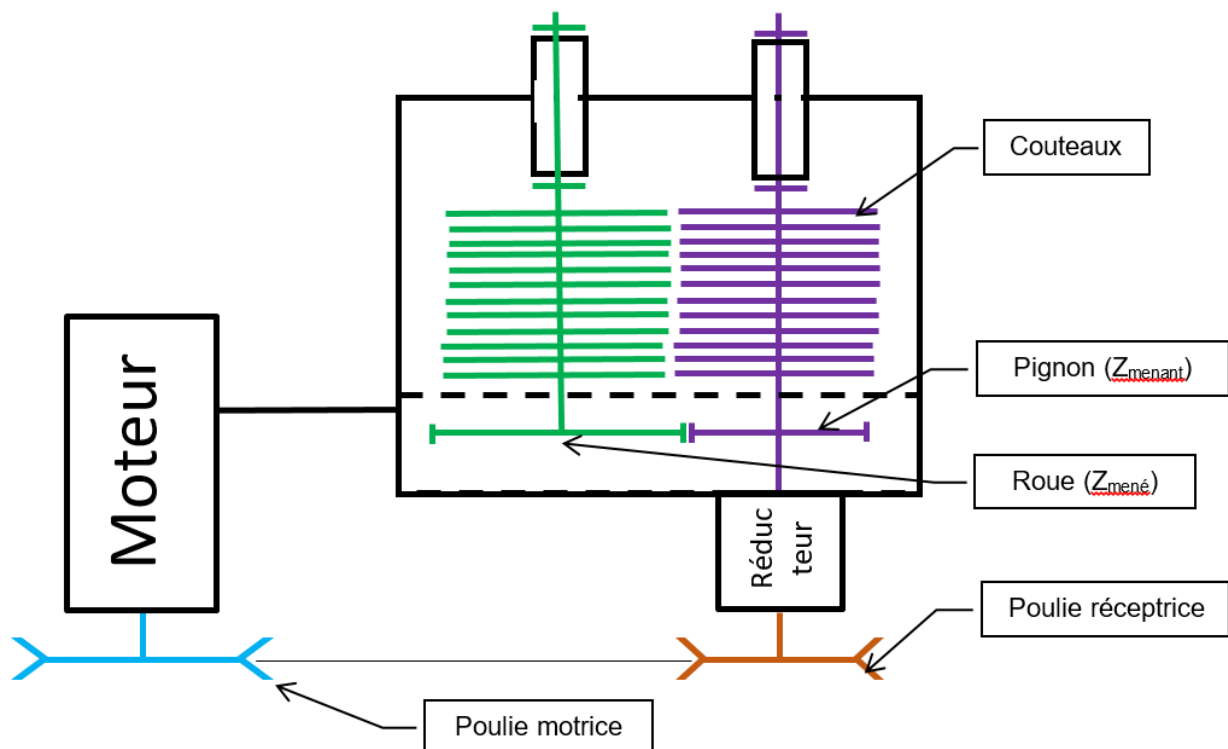 Couteaux
Moteur
Pignon (Zmenant)
Roue (Zmené)
Réduc
teur
Poulie réceptrice
Poulie motrice